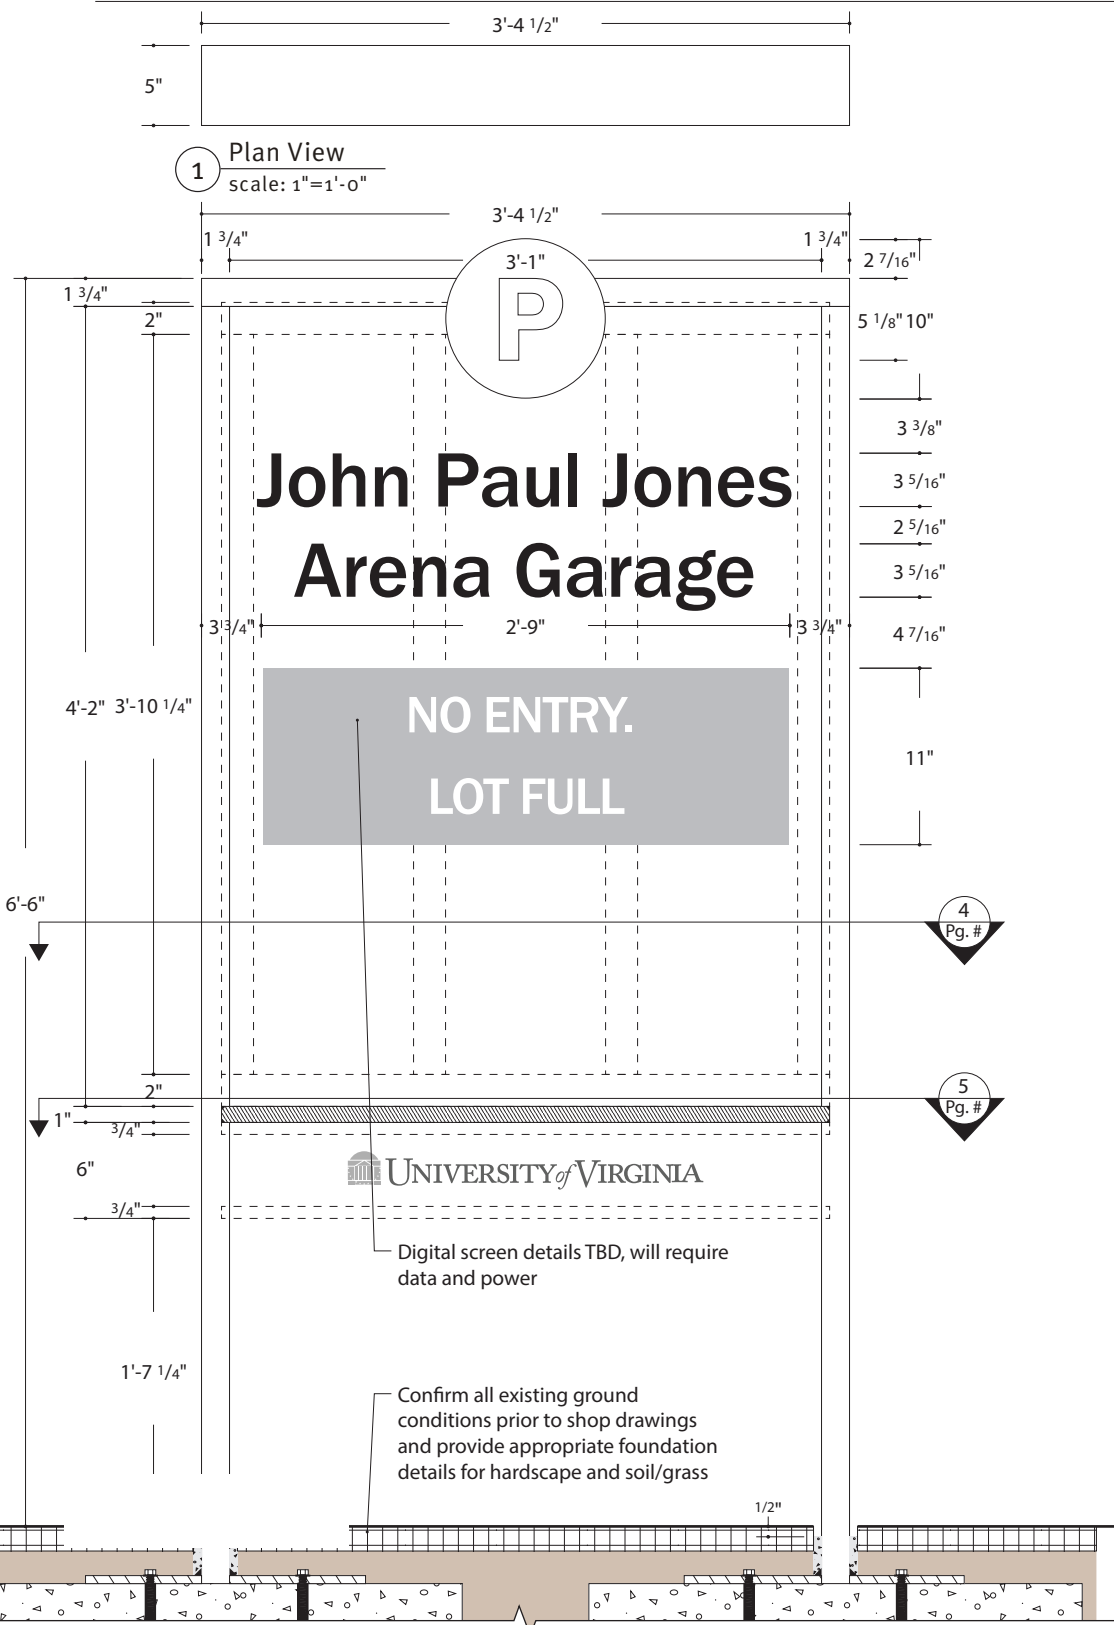 3'-4 1/2"
5"
1
Plan View
scale: 1"=1'-0"
3'-4 1/2"
1 3/4"
1 3/4"
3'-1"
2 7/16"
1 3/4"
2"
P
5 1/8" 10"
3 3/8"
John Paul Jones
3 5/16"
2 5/16"
Arena Garage
3 5/16"
3 3/4"
2'-9"
3 3/4"
4 7/16"
4'-2" 3'-10 1/4"
NO ENTRY.
LOT FULL
11"
6'-6"
4
Pg. #
2"
5
Pg. #
1"
3/4"
6"
UNIVERSITY of VIRGINIA
3/4"
Digital screen details TBD, will require
data and power
1'-7 1/4"
Confirm all existing ground
conditions prior to shop drawings
and provide appropriate foundation
details for hardscape and soil/grass
1/2"